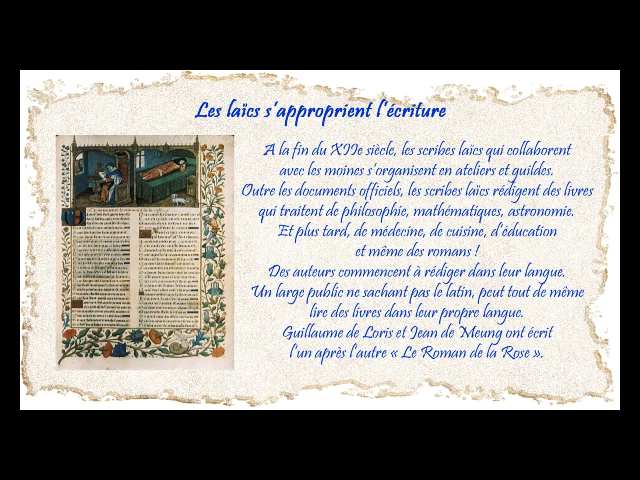 Les laïcs s'approprient l'écriture
A la fin du XIIe siècle, les scribes laïcs qui collaborent
avec les moines s'organisent en ateliers et guildes.
Outre les documents officiels, les scribes laïcs rédigent des livres
qui traitent de philosophie, mathématiques, astronomie.
Et plus tard, de médecine, de cuisine, d'éducation
et même des romans !
Des auteurs commencent à rédiger dans leur langue.
Un large public ne sachant pas le latin, peut tout de même
lire des livres dans leur propre langue.
Guillaume de Loris et Jean de Meung ont écrit
l'un après l'autre « Le Roman de la Rose ».